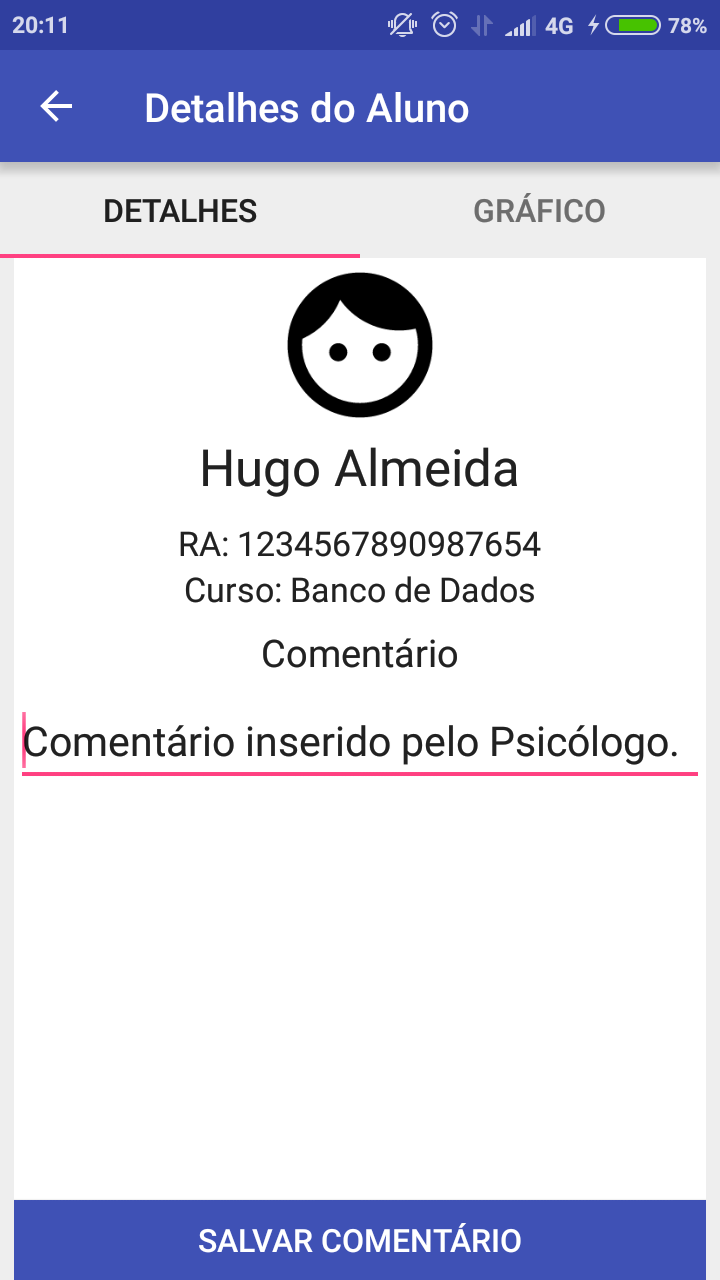 20:11 4G 78%
Detalhes do Aluno
DETALHES GRÁFICO
Hugo Almeida
RA: 1234567890987654
Curso: Banco de Dados
Comentário
Comentário inserido pelo Psicólogo.
SALVAR COMENTÁRIO